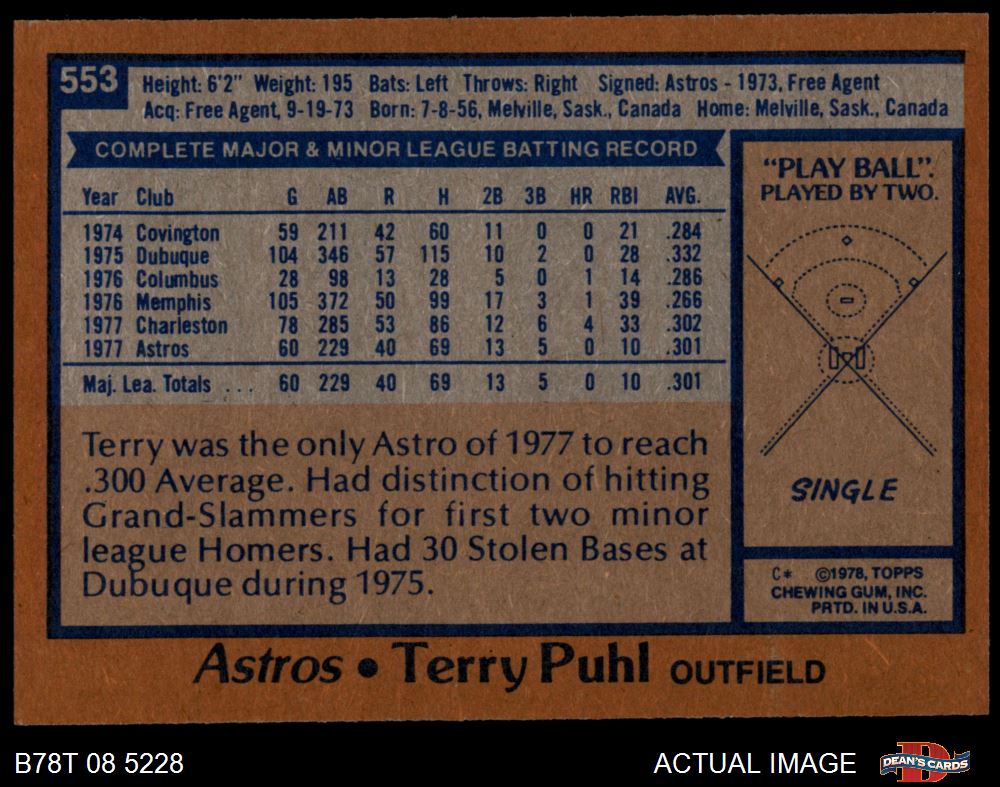 553
Height: 6'2" Weight: 195 Bats: Left Throws: Right Signed: Astros - 1973, Free Agent
Acq: Free Agent, 9-19-73 Born: 7-8-56, Melville, Sask., Canada Home: Melville, Sask., Canada
COMPLETE MAJOR & MINOR LEAGUE BATTING RECORD
Year Club G AB R H 2B 3B HR RBI AVG.
1974 Covington 59 211 42 60 11 0 0 21 .284
1975 Dubuque 104 346 57 115 10 2 0 28 .332
1976 Columbus 28 98 13 28 5 0 1 14 .286
1976 Memphis 105 372 50 99 17 3 1 39 .266
1977 Charleston 78 285 53 86 12 6 4 33 .302
1977 Astros 60 229 40 69 13 5 0 10 .301
Maj. Lea. Totals ... 60 229 40 69 13 5 0 10 .301
Terry was the only Astro of 1977 to reach
.300 Average. Had distinction of hitting
Grand-Slammers for first two minor
league Homers. Had 30 Stolen Bases at
Dubuque during 1975.
"PLAY BALL".
PLAYED BY TWO.
SINGLE
C* ©1978, TOPPS
CHEWING GUM, INC.
PRTD. IN U.S.A.
Astros • Terry Puhl OUTFIELD
B78T 08 5228
ACTUAL IMAGE
D
DEAN'S CARDS